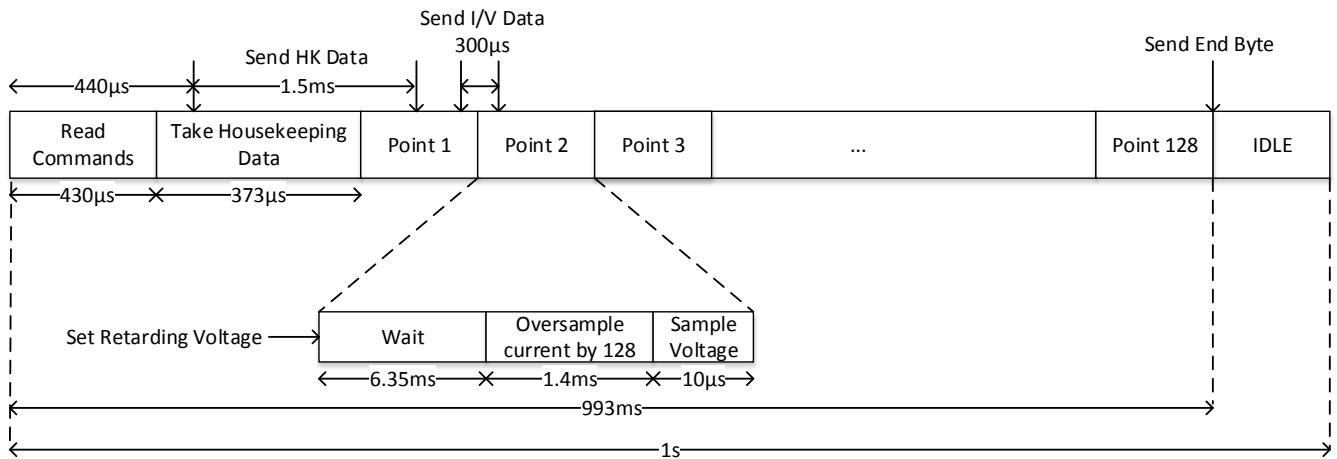 Send I/V Data
300µs
Send HK Data
Send End Byte
440µs
1.5ms
Read
Commands
Take Housekeeping
Data
Point 1
Point 2
Point 3
...
Point 128
IDLE
430µs
373µs
Set Retarding Voltage
Wait
Oversample
current by 128
Sample
Voltage
6.35ms
1.4ms
10µs
993ms
1s